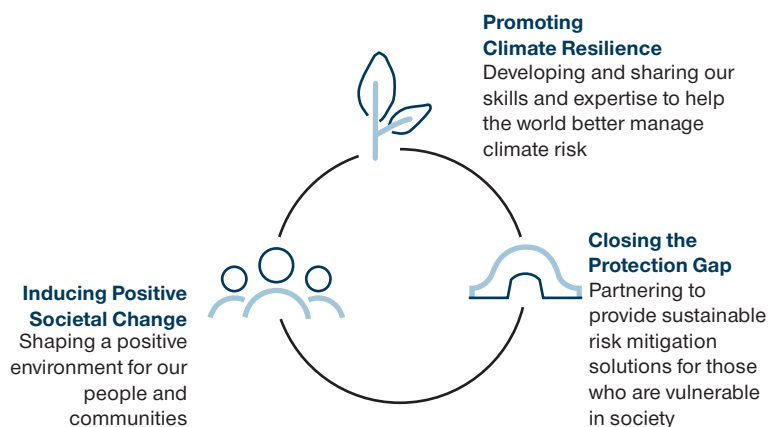 Promoting
Climate Resilience
Developing and sharing our
skills and expertise to help
the world better manage
climate risk
Closing the
Protection Gap
Partnering to
provide sustainable
risk mitigation
solutions for those
who are vulnerable
in society
Inducing Positive
Societal Change
Shaping a positive
environment for our
people and
communities